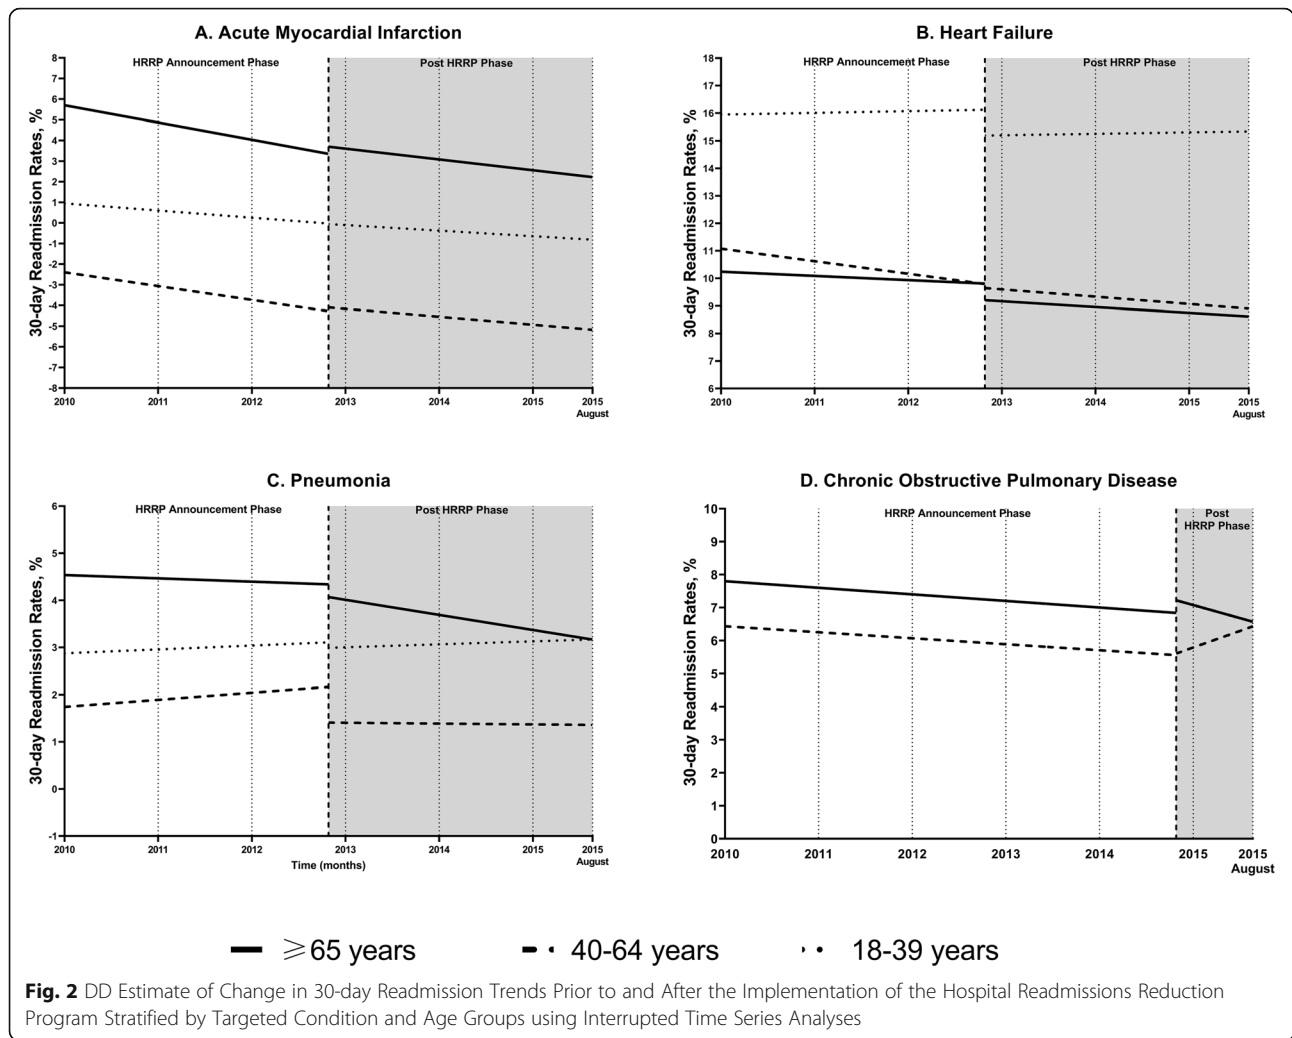 A. Acute Myocardial Infarction
HRRP Announcement Phase
Post HRRP Phase
30-day Readmission Rates, %
8
7
6
5
4
3
2
1
0
-1
-2
-3
-4
-5
-6
-7
-8
2010
2011
2012
2013
2014
2015
2015
August
B. Heart Failure
HRRP Announcement Phase
Post HRRP Phase
30-day Readmission Rates, %
18
17
16
15
14
13
12
11
10
9
8
7
6
2010
2011
2012
2013
2014
2015
2015
August
C. Pneumonia
HRRP Announcement Phase
Post HRRP Phase
30-day Readmission Rates, %
6
5
4
3
2
1
0
-1
2010
2011
2012
2013
2014
2015
2015
August
Time (months)
D. Chronic Obstructive Pulmonary Disease
HRRP Announcement Phase
Post
HRRP Phase
30-day Readmission Rates, %
10
9
8
7
6
5
4
3
2
1
0
2010
2011
2012
2013
2014
2015
2015
August
⩾65 years
40-64 years
18-39 years
Fig. 2 DD Estimate of Change in 30-day Readmission Trends Prior to and After the Implementation of the Hospital Readmissions Reduction
Program Stratified by Targeted Condition and Age Groups using Interrupted Time Series Analyses